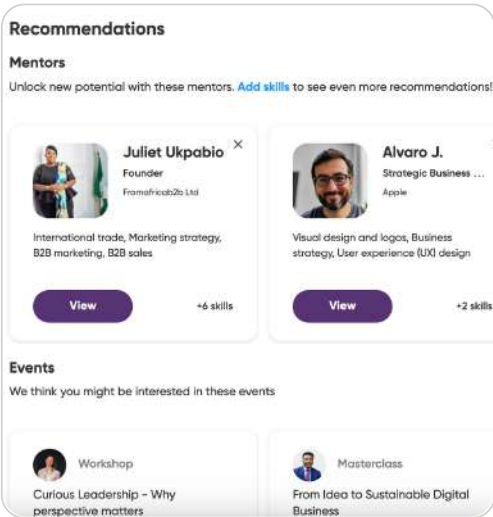 Recommendations
Mentors
Unlock new potential with these mentors. Add skills to see even more recommendations!
Juliet Ukpabio
Founder
Framafricab2b Ltd
International trade, Marketing strategy,
B2B marketing, B2B sales
View
+6 skills
Alvaro J.
Strategic Business ...
Apple
Visual design and logos, Business
strategy, User experience (UX) design
View
+2 skills
Events
We think you might be interested in these events
Workshop
Curious Leadership - Why
perspective matters
Masterclass
From Idea to Sustainable Digital
Business